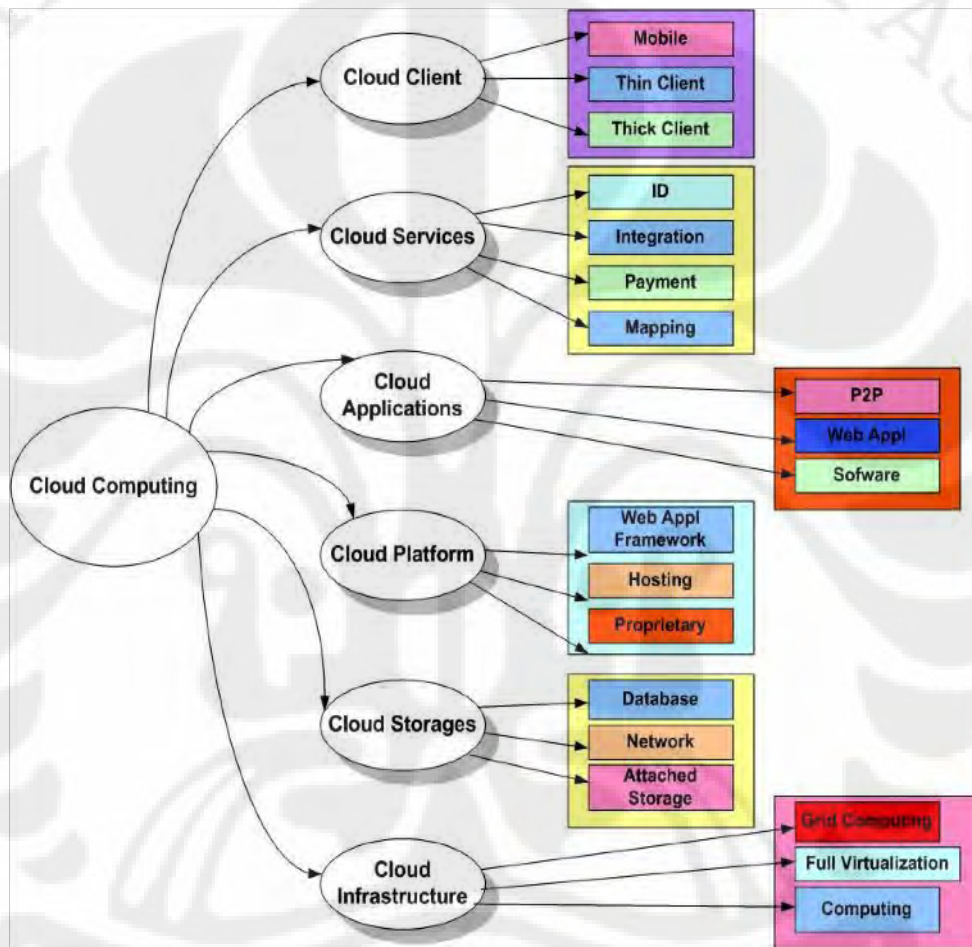 Cloud Computing
Cloud Client
Mobile
Thin Client
Thick Client
Cloud Services
ID
Integration
Payment
Mapping
Cloud
Applications
P2P
Web Appl
Sofware
Cloud Platform
Web Appl
Framework
Hosting
Proprietary
Cloud Storages
Database
Network
Attached
Storage
Cloud
Infrastructure
Grid Computing
Full Virtualization
Computing